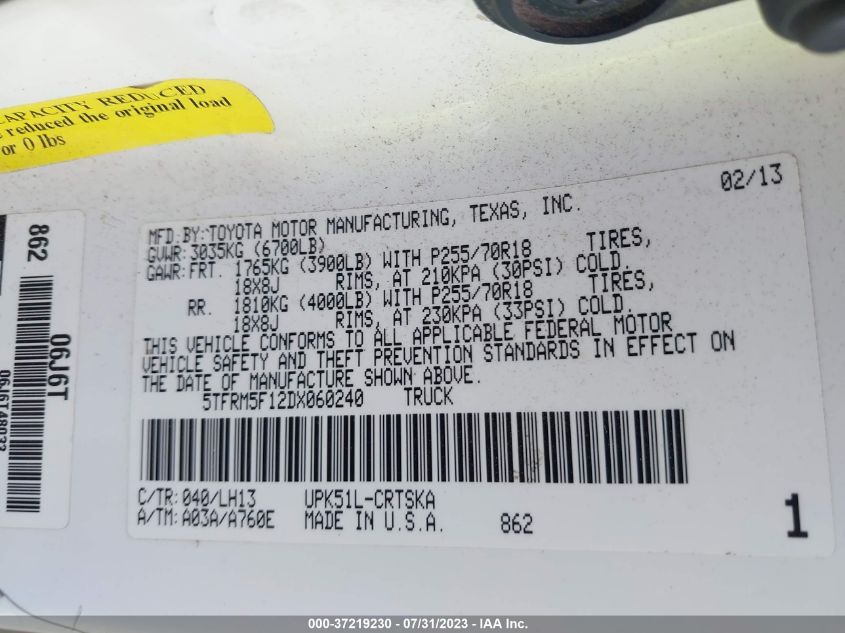 CAPACITY REDUCED
reduced the original load
or 0 lbs
862
06J6T
06J6T48033
02/13
MFD.BY:TOYOTA MOTOR MANUFACTURING, TEXAS, INC.
GVWR:3035KG (6700LB)
GAWR:FRT. 1765KG (3900LB) WITH P255/70R18 TIRES,
18X8J RIMS, AT 210KPA (30PSI) COLD.
RR. 1810KG (4000LB) WITH P255/70R18 TIRES,
18X8J RIMS, AT 230KPA (33PSI) COLD.
THIS VEHICLE CONFORMS TO ALL APPLICABLE FEDERAL MOTOR
VEHICLE SAFETY AND THEFT PREVENTION STANDARDS IN EFFECT ON
THE DATE OF MANUFACTURE SHOWN ABOVE.
5TFRM5F12DX060240 TRUCK
C/TR:040/LH13 UPK51L-CRTSKA
A/TM:A03A/A760E MADE IN U.S.A. 862 1
000-37219230 - 07/31/2023 - IAA Inc.